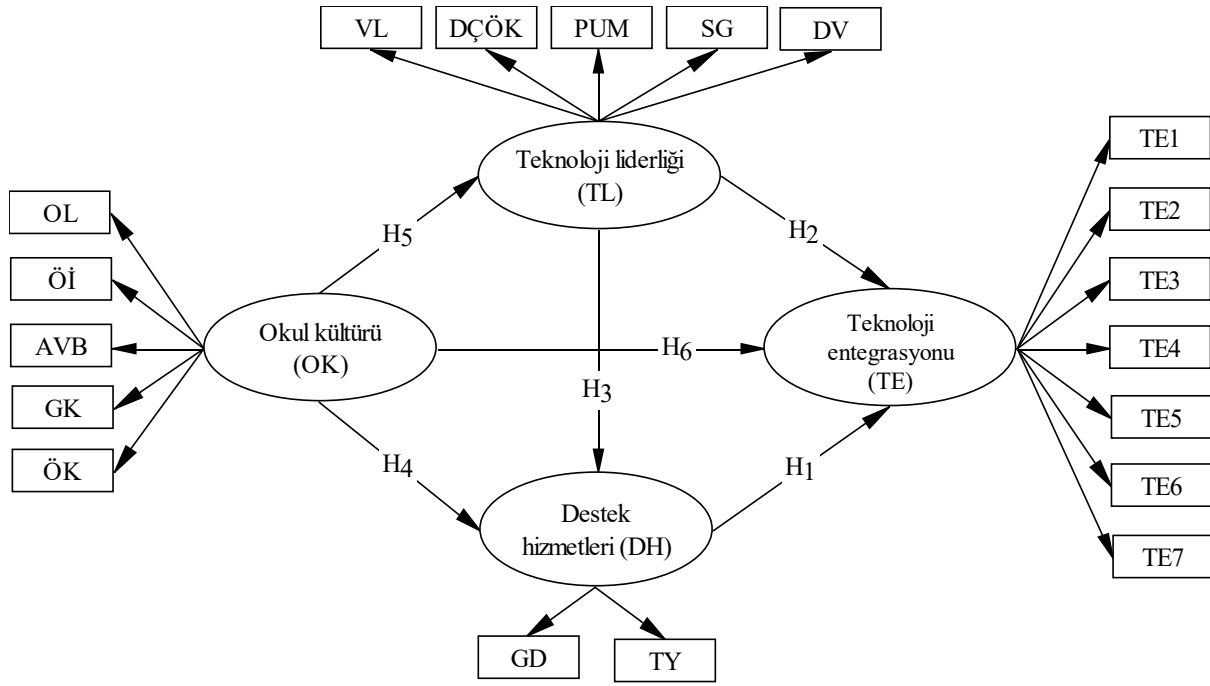 VL
DÇÖK
PUM
SG
DV
Teknoloji liderliği
(TL)
TE1
TE2
TE3
TE4
TE5
TE6
TE7
OL
Öİ
AVB
GK
ÖK
H5
H2
Okul kültürü
(OK)
H6
Teknoloji
entegrasyonu
(TE)
H3
H4
H1
Destek
hizmetleri (DH)
GD
TY